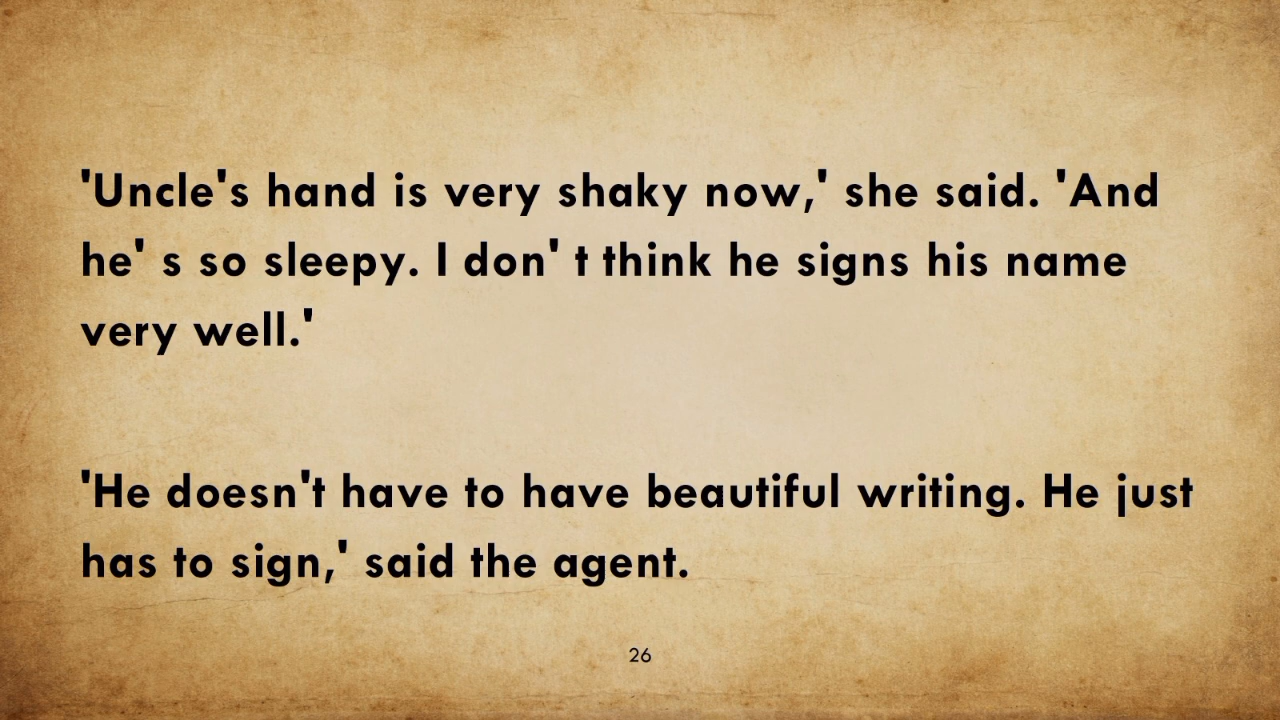 'Uncle's hand is very shaky now,' she said. 'And
he' s so sleepy. I don' t think he signs his name
very well.'
'He doesn't have to have beautiful writing. He just
has to sign,' said the agent.
26